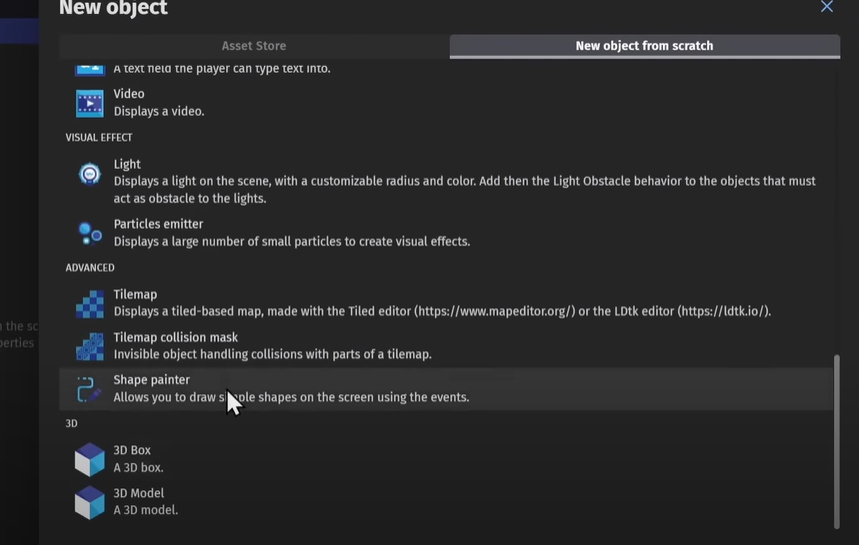 New object
Asset Store
New object from scratch
A text field the player can type text into.
Video
Displays a video.
VISUAL EFFECT
Light
Displays a light on the scene, with a customizable radius and color. Add then the Light Obstacle behavior to the objects that must
act as obstacle to the lights.
Particles emitter
Displays a large number of small particles to create visual effects.
ADVANCED
Tilemap
Displays a tiled-based map, made with the Tiled editor (https://www.mapeditor.org/) or the LDtk editor (https://ldtk.io/).
n the sc
perties
Tilemap collision mask
Invisible object handling collisions with parts of a tilemap.
Shape painter
Allows you to draw simple shapes on the screen using the events.
3D
3D Box
A 3D box.
3D Model
A 3D model.